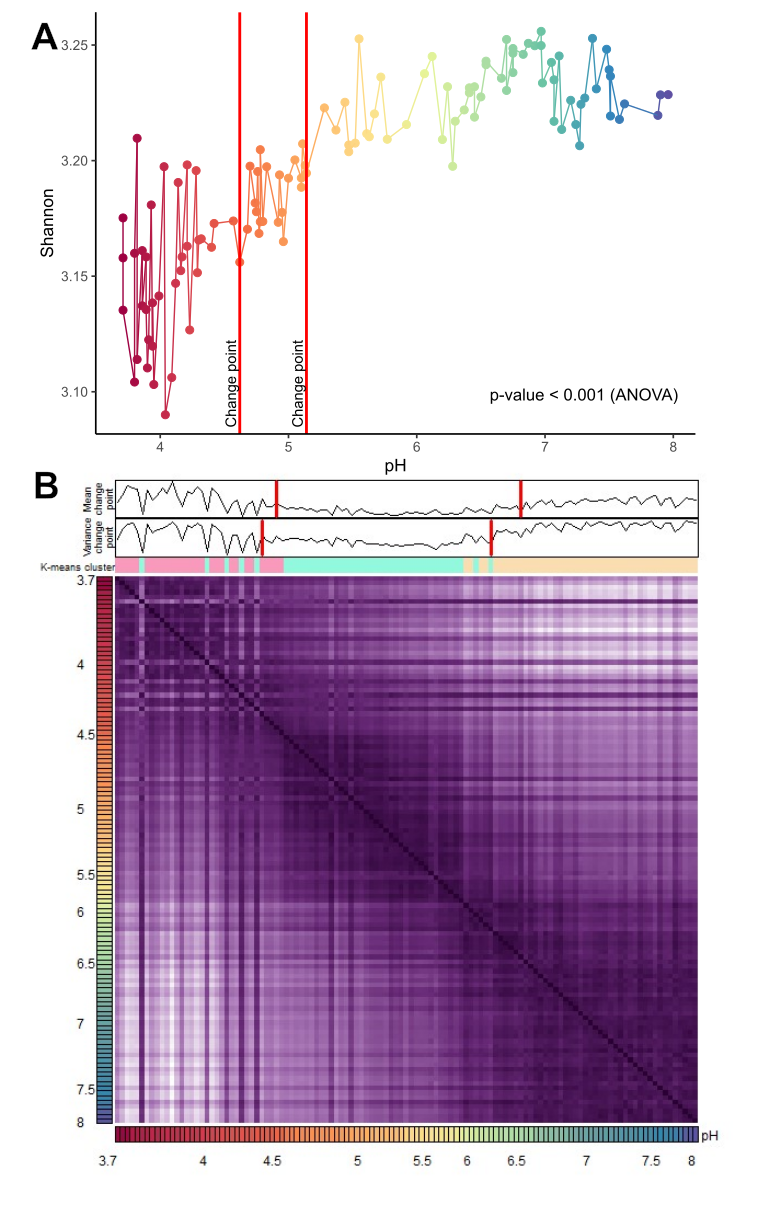 A
3.25
3.20
3.15
3.10
Shannon
Change point
Change point
p-value < 0.001 (ANOVA)
4 5 6 7 8
pH
B
Mean
change
point
Variance
change
point
K-means cluster
3.7
4
4.5
5
5.5
6
6.5
7
7.5
8
pH
3.7 4 4.5 5 5.5 6 6.5 7 7.5 8